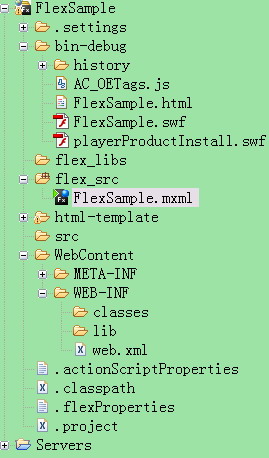 FlexSample
.settings
bin-debug
history
AC_OETags.js
FlexSample.html
FlexSample.swf
playerProductInstall.swf
flex_libs
flex_src
FlexSample.mxml
html-template
src
WebContent
META-INF
WEB-INF
classes
lib
web.xml
.actionScriptProperties
.classpath
.flexProperties
.project
Servers